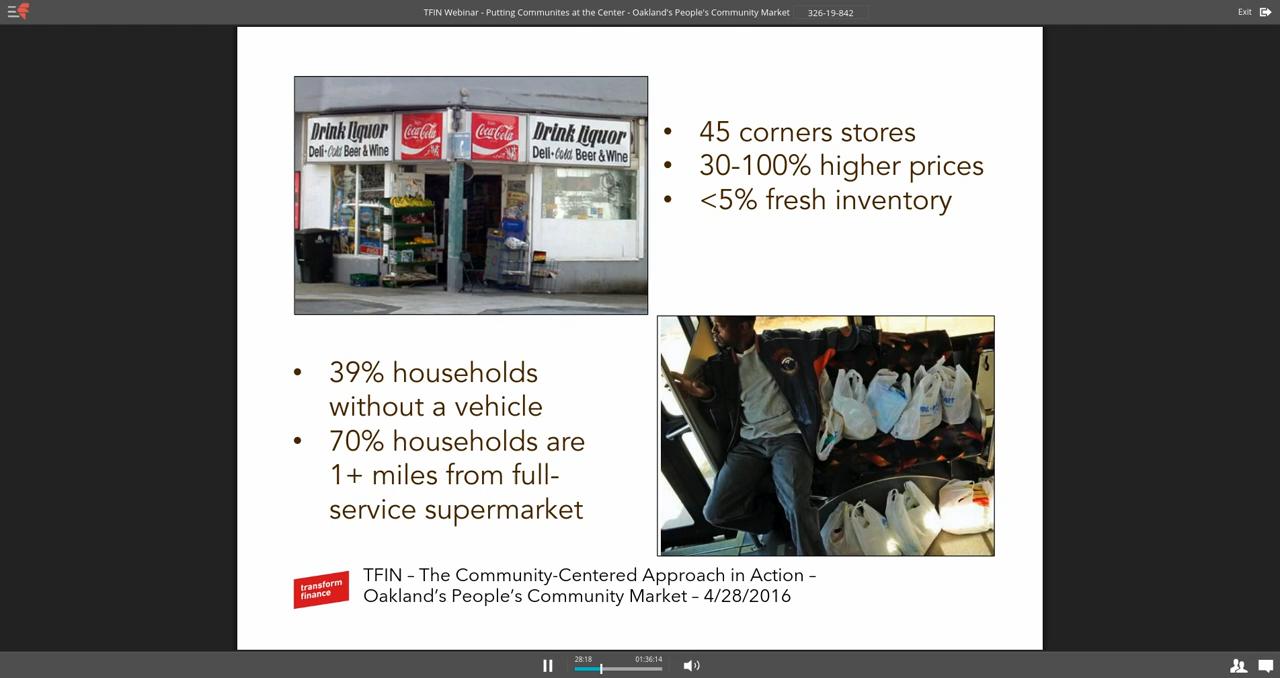 TFIN Webinar - Putting Communites at the Center - Oakland's People's Community Market
326-19-842
Exit
Drink Liquor
Deli • Cold Beer & Wine
Coca-Cola
Coca-Cola
Drink Liquor
Deli • Cold Beer & Wine
• 45 corners stores
• 30-100% higher prices
• <5% fresh inventory
• 39% households
without a vehicle
• 70% households are
1+ miles from full-
service supermarket
transform
finance
TFIN – The Community-Centered Approach in Action –
Oakland's People's Community Market – 4/28/2016
28:18
01:36:14